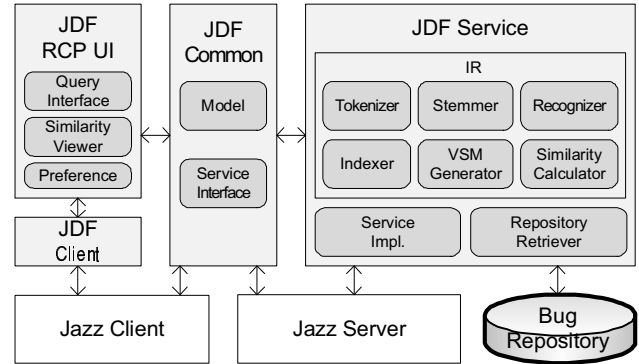 JDF
RCP UI
Query
Interface
Similarity
Viewer
Preference
JDF
Client
JDF
Common
Model
Service
Interface
JDF Service
IR
Tokenizer
Stemmer
Recognizer
Indexer
VSM
Generator
Similarity
Calculator
Service
Impl.
Repository
Retriever
Jazz Client
Jazz Server
Bug
Repository